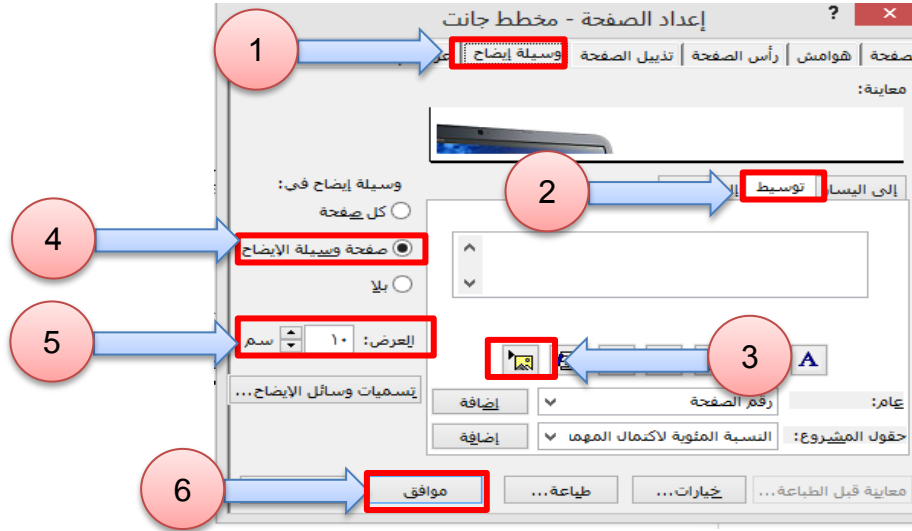 إعداد الصفحة - مخطط جانت
?
1
صفحة
هوامش
رأس الصفحة
تذييل الصفحة
وسيلة إيضاح
معاينة:
إلى اليسار
توسيط
2
وسيلة إيضاح في:
كل صفحة
4
صفحة وسيلة الإيضاح
بلا
5
العرض: ١٠ سم
3
A
تسميات وسائل الإيضاح...
عام:
رقم الصفحة
إضافة
حقول المشروع:
النسبة المئوية لاكتمال المهمة
إضافة
6
معاينة قبل الطباعة...
خيارات...
طباعة...
موافق